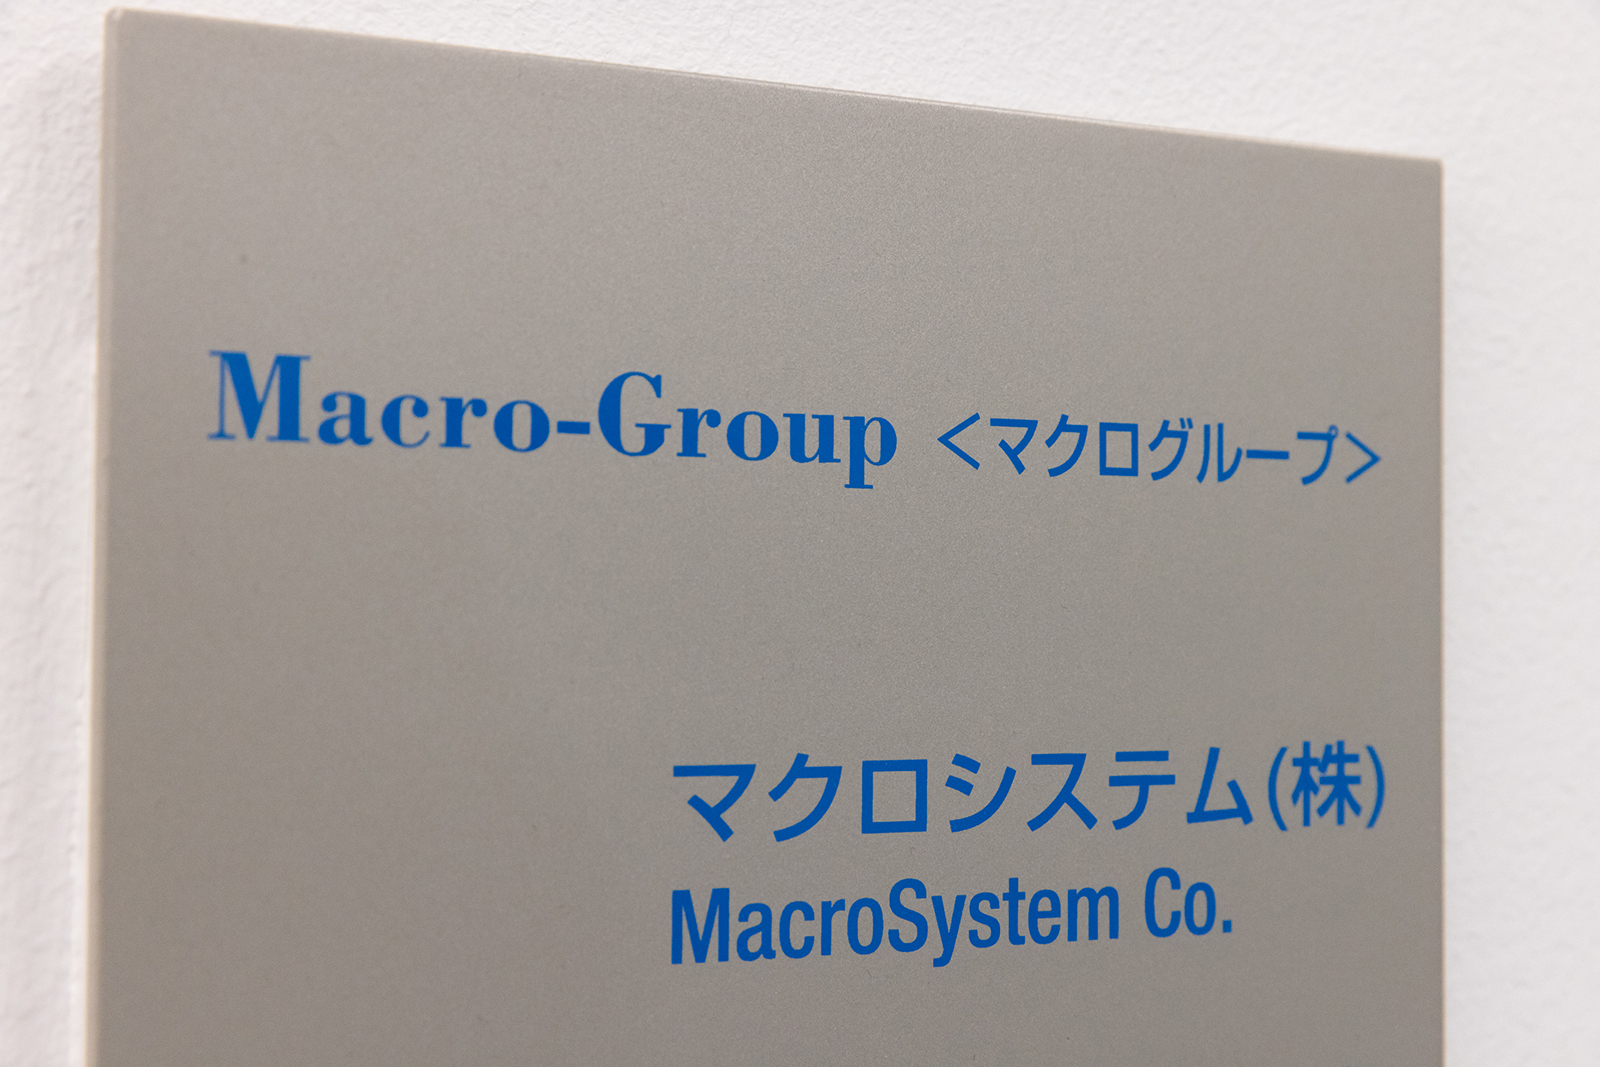 Macro-Group <マクログループ>
マクロシステム(株)
MacroSystem Co.